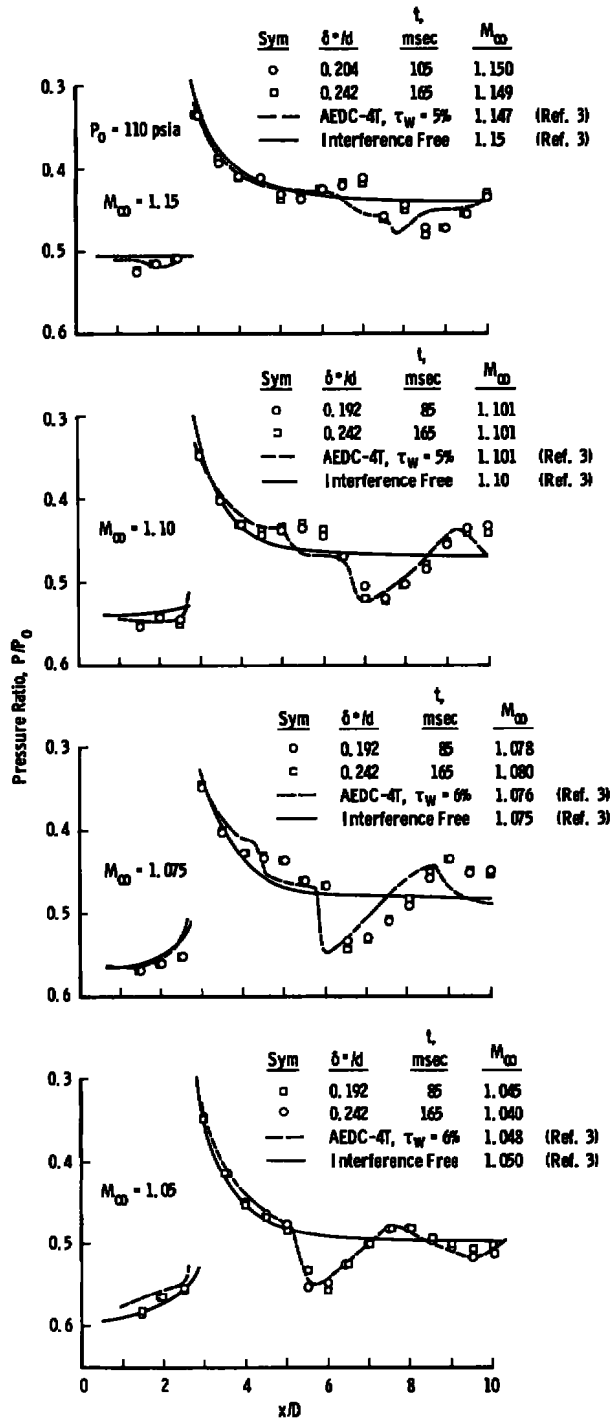 t,
Sym δ*/d msec M∞
○ 0.204 105 1.150
□ 0.242 165 1.149
AEDC-4T, τW = 5% 1.147 (Ref. 3)
Interference Free 1.15 (Ref. 3)
P0 = 110 psia
M∞ = 1.15
0.3
0.4
0.5
0.6
t,
Sym δ*/d msec M∞
○ 0.192 85 1.101
□ 0.242 165 1.101
AEDC-4T, τW = 5% 1.101 (Ref. 3)
Interference Free 1.10 (Ref. 3)
M∞ = 1.10
0.3
0.4
0.5
0.6
Pressure Ratio, P/P0
t,
Sym δ*/d msec M∞
○ 0.192 85 1.078
□ 0.242 165 1.080
AEDC-4T, τW = 6% 1.076 (Ref. 3)
Interference Free 1.075 (Ref. 3)
M∞ = 1.075
0.3
0.4
0.5
0.6
t,
Sym δ*/d msec M∞
□ 0.192 85 1.045
○ 0.242 165 1.040
AEDC-4T, τW = 6% 1.048 (Ref. 3)
Interference Free 1.050 (Ref. 3)
M∞ = 1.05
0.3
0.4
0.5
0.6
0 2 4 6 8 10
x/D